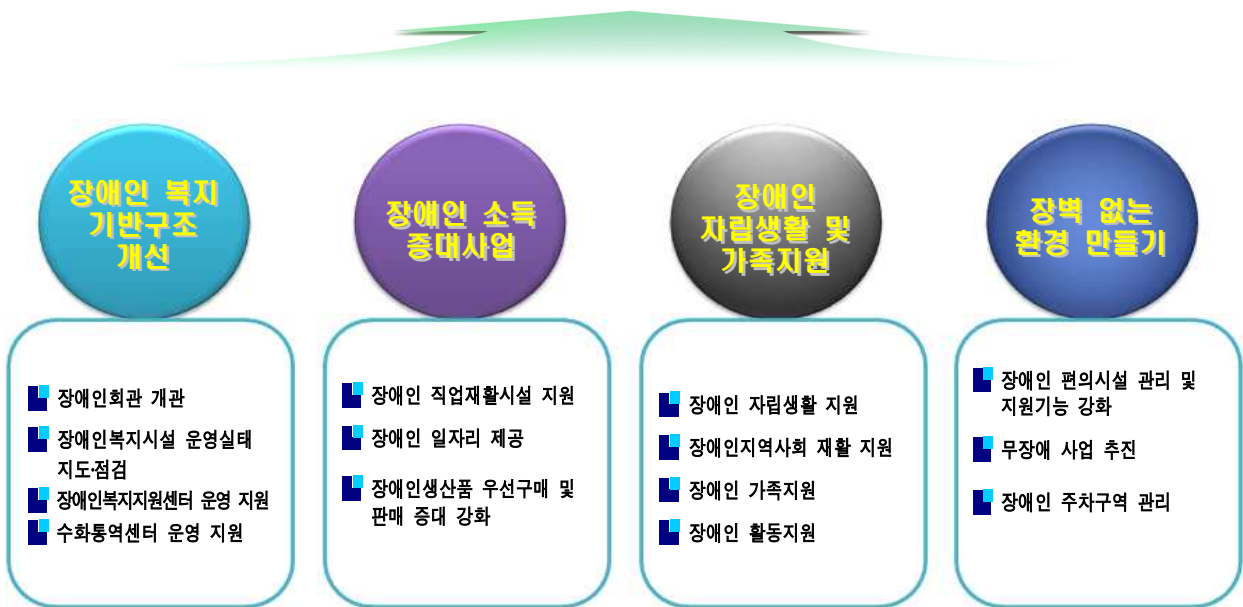 장애인 복지
기반구조
개선
장애인회관 개관
장애인복지시설 운영실태
지도·점검
장애인복지지원센터 운영 지원
수화통역센터 운영 지원
장애인 소득
증대사업
장애인 직업재활시설 지원
장애인 일자리 제공
장애인생산품 우선구매 및
판매 증대 강화
장애인
자립생활 및
가족지원
장애인 자립생활 지원
장애인지역사회 재활 지원
장애인 가족지원
장애인 활동지원
장벽 없는
환경 만들기
장애인 편의시설 관리 및
지원기능 강화
무장애 사업 추진
장애인 주차구역 관리